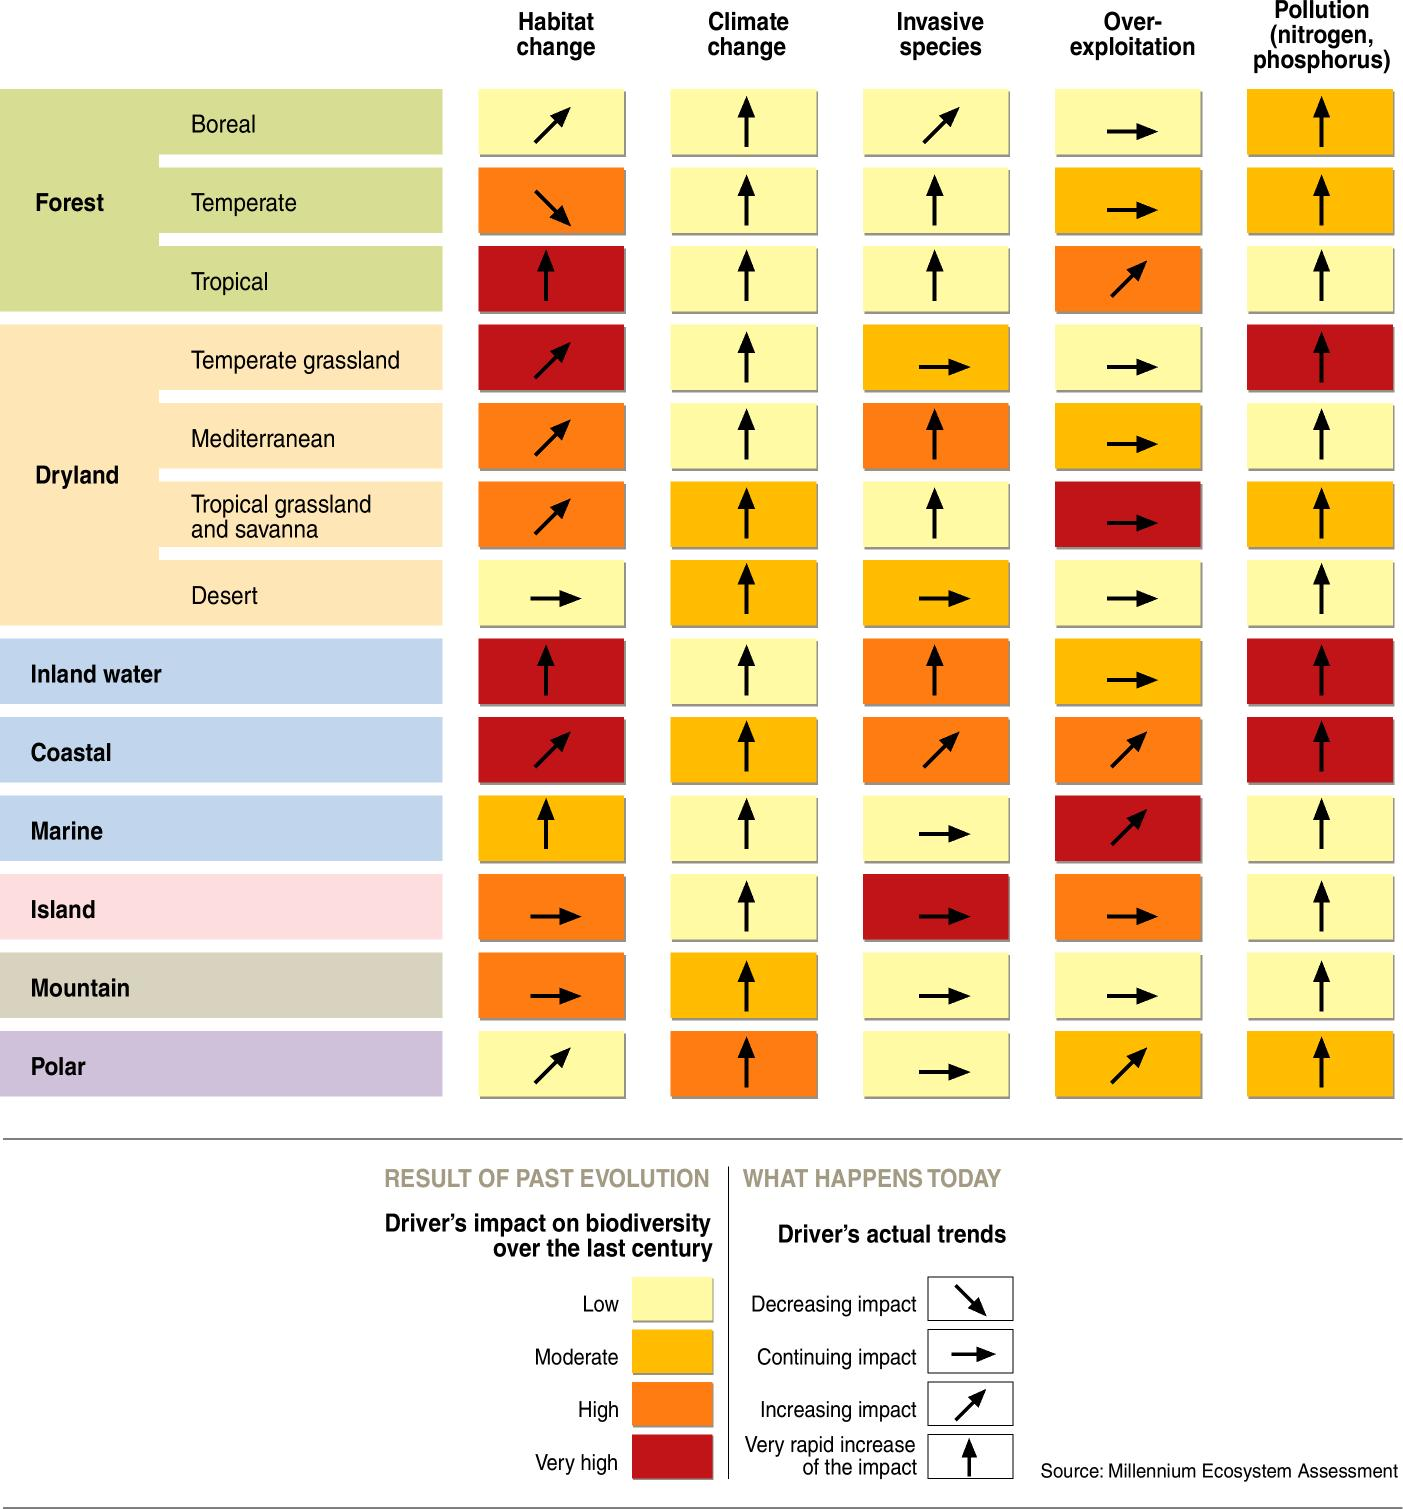 Habitat
change
Climate
change
Invasive
species
Over-
exploitation
Pollution
(nitrogen,
phosphorus)
Forest
Boreal
Temperate
Tropical
Dryland
Temperate grassland
Mediterranean
Tropical grassland
and savanna
Desert
Inland water
Coastal
Marine
Island
Mountain
Polar
RESULT OF PAST EVOLUTION
Driver's impact on biodiversity
over the last century
Low
Moderate
High
Very high
WHAT HAPPENS TODAY
Driver's actual trends
Decreasing impact
Continuing impact
Increasing impact
Very rapid increase
of the impact
Source: Millennium Ecosystem Assessment